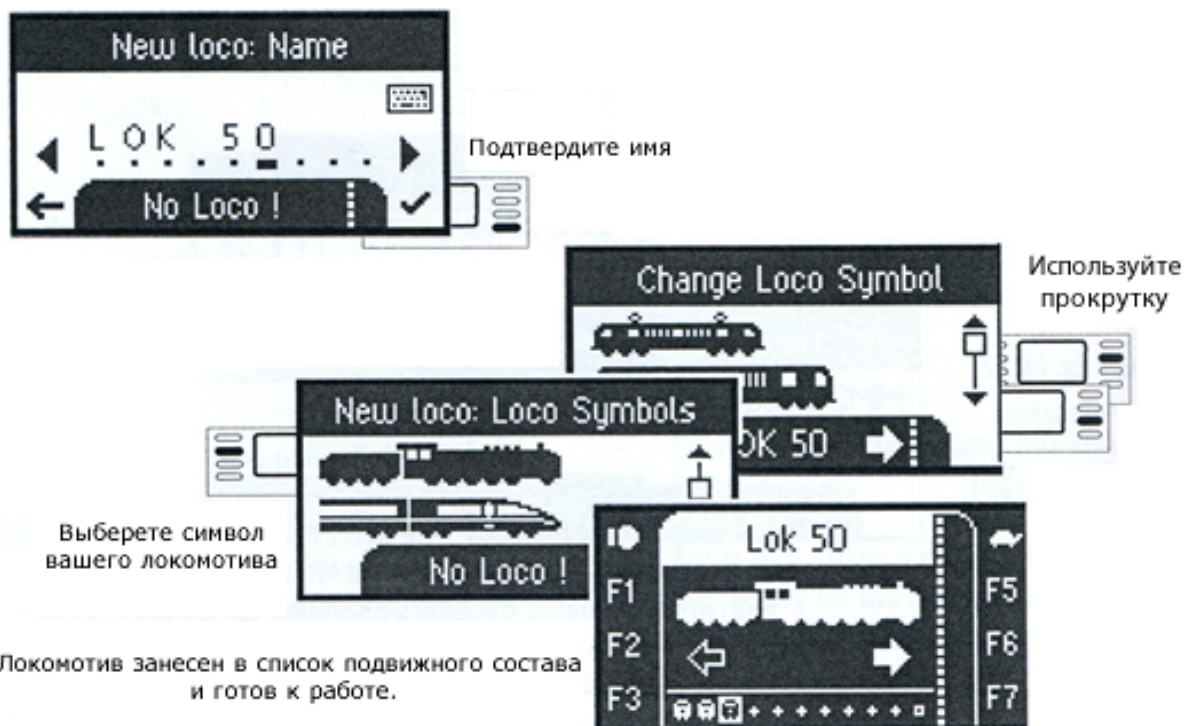 New loco: Name
LOK 50
No Loco !
Подтвердите имя
Change Loco Symbol
OK 50
Используйте
прокрутку
New loco: Loco Symbols
No Loco !
Выберете символ
вашего локомотива
Lok 50
F1
F2
F3
F5
F6
F7
Локомотив занесен в список подвижного состава
и готов к работе.